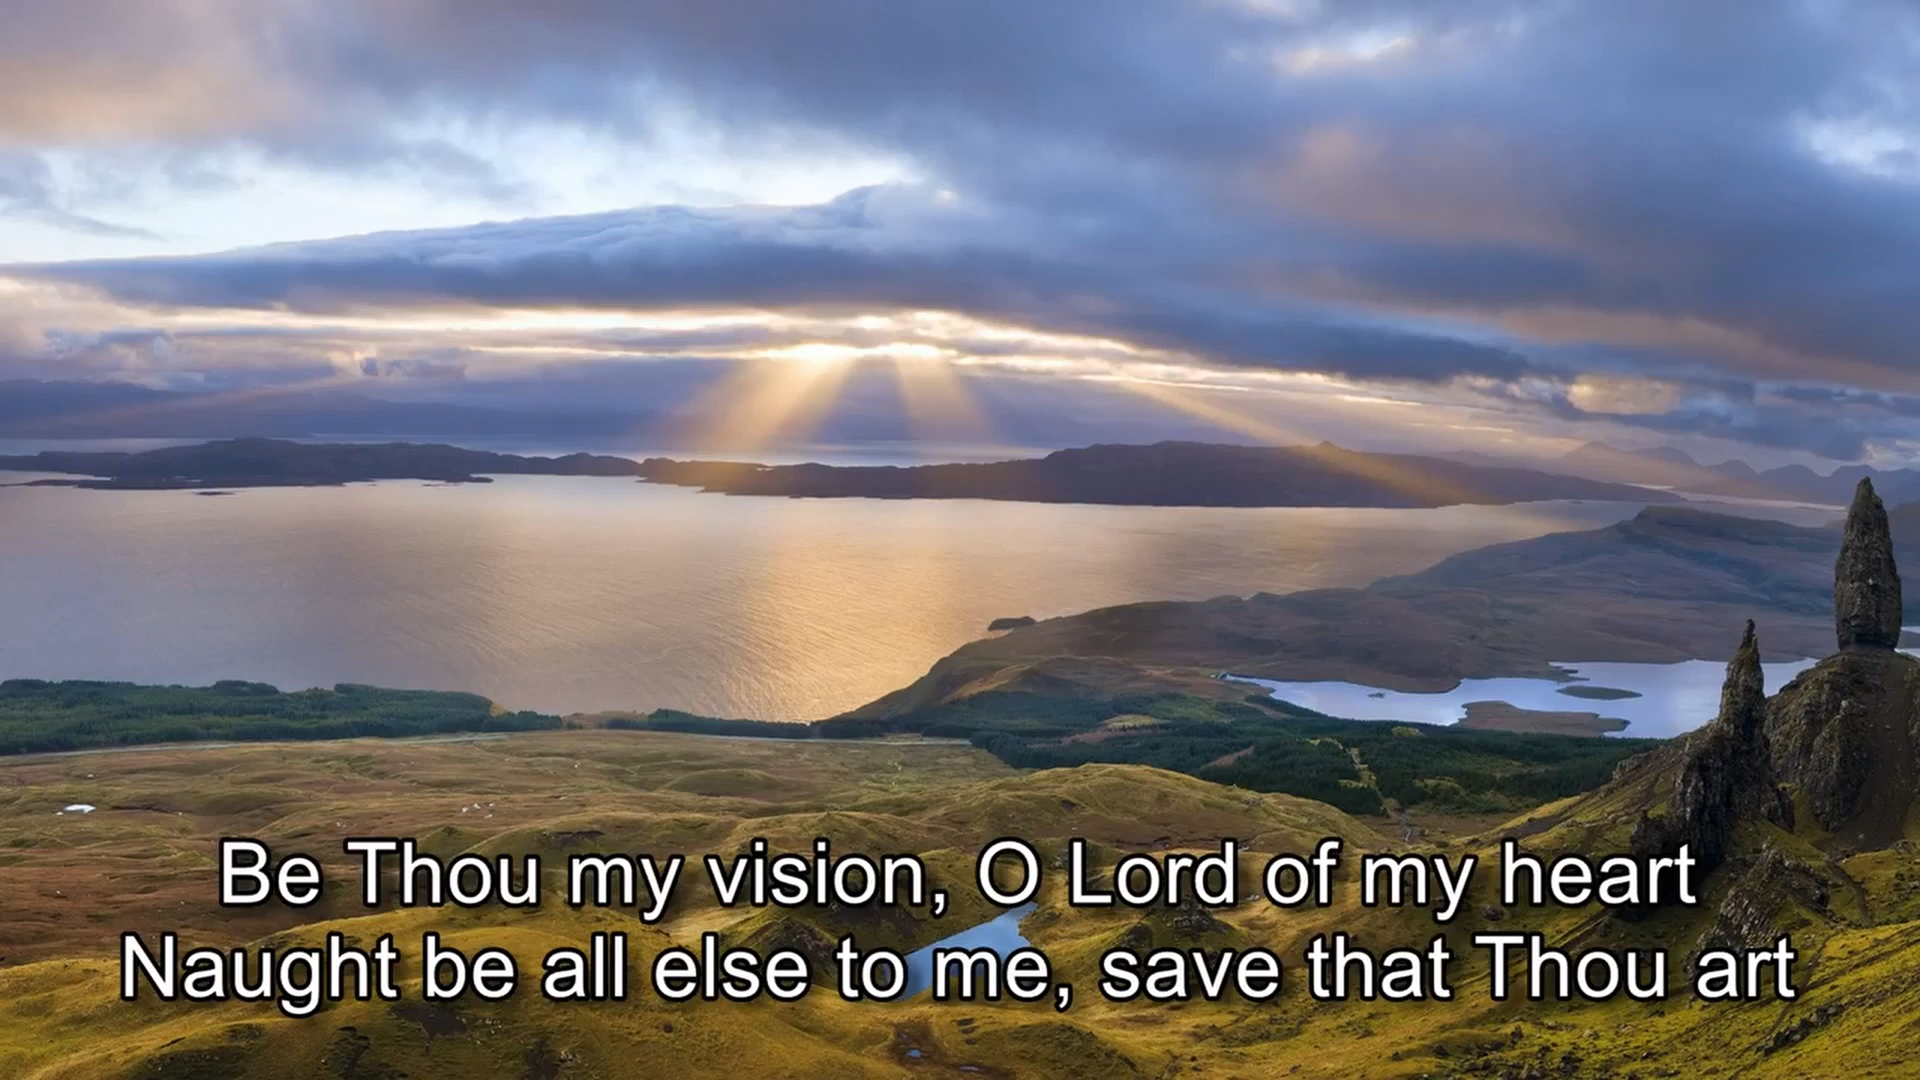 Be Thou my vision, O Lord of my heart
Naught be all else to me, save that Thou art